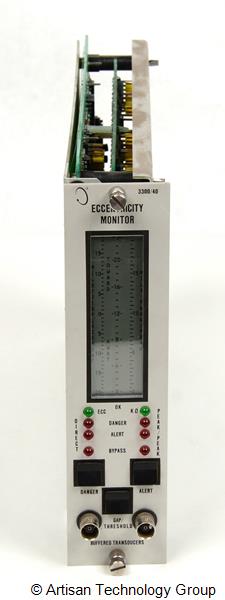 3300/40
ECCENTRICITY
MONITOR
OK
ECC
KΦ
DANGER
ALERT
BYPASS
DIRECT
PEAK/PEAK
DANGER
ALERT
GAP/
THRESHOLD
BUFFERED TRANSDUCERS
© Artisan Technology Group